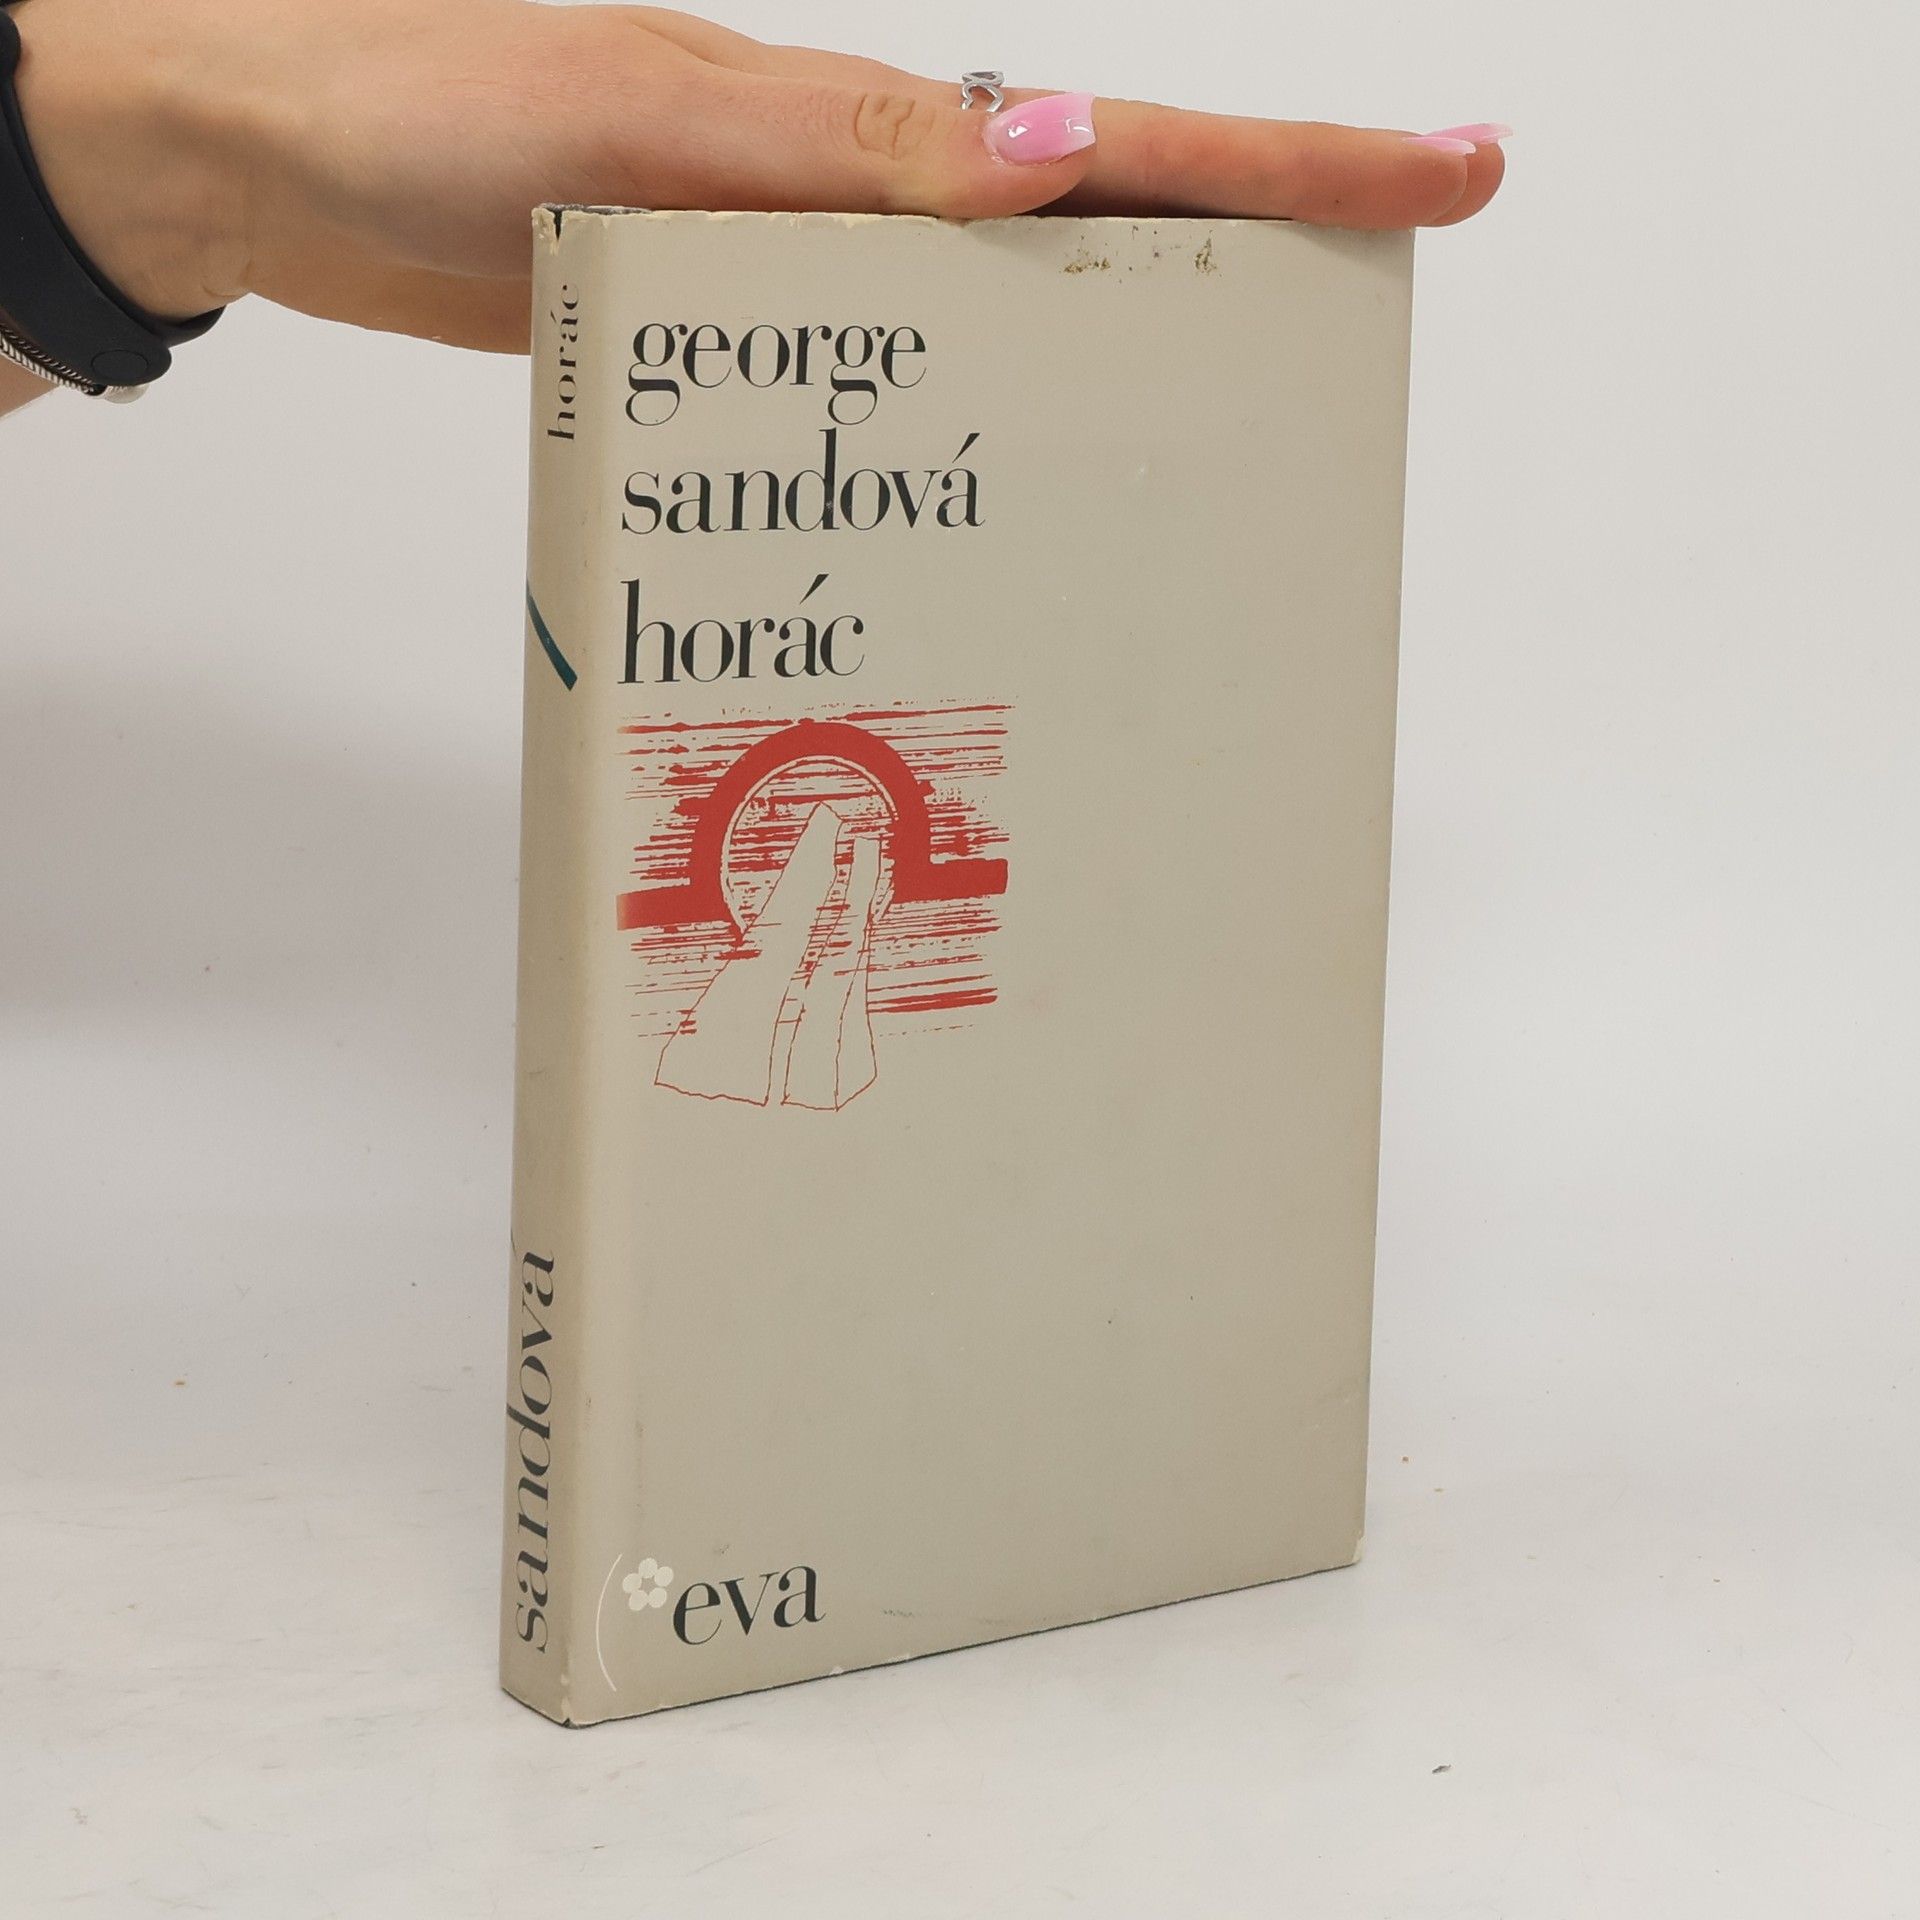 george
sandová
horác
eva
horác
sandová